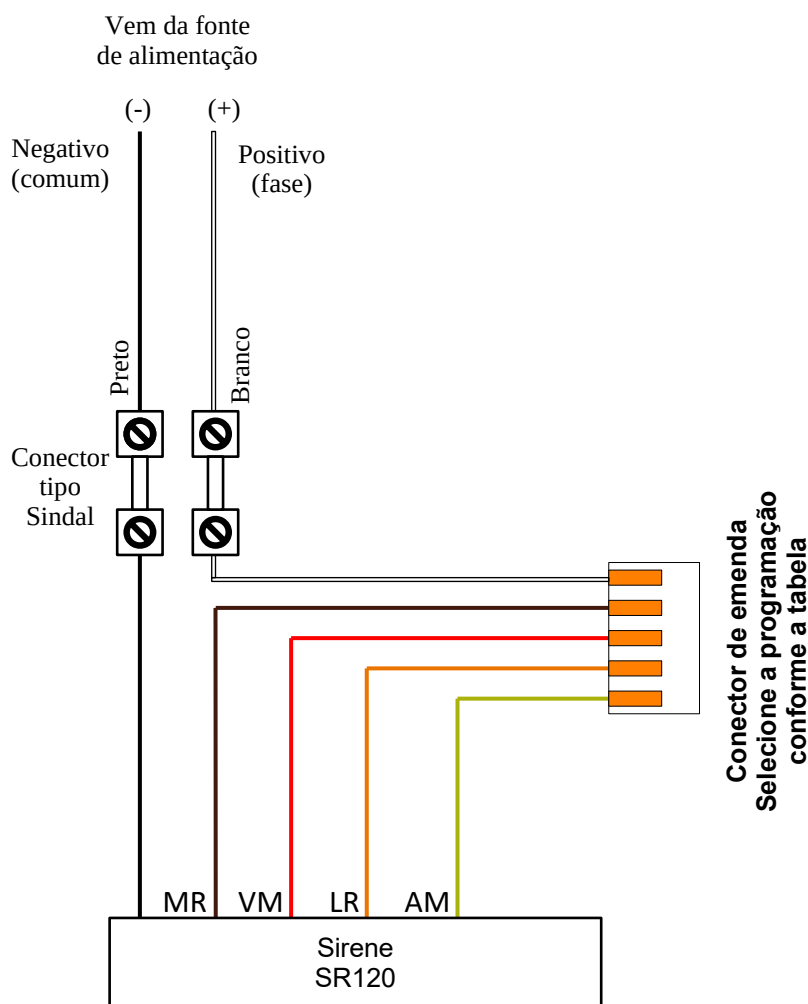 Vem da fonte
de alimentação
(-)
(+)
Negativo
(comum)
Positivo
(fase)
Preto
Branco
Conector
tipo
Sindal
Conector de emenda
Selecione a programação
conforme a tabela
MR
VM
LR
AM
Sirene
SR120